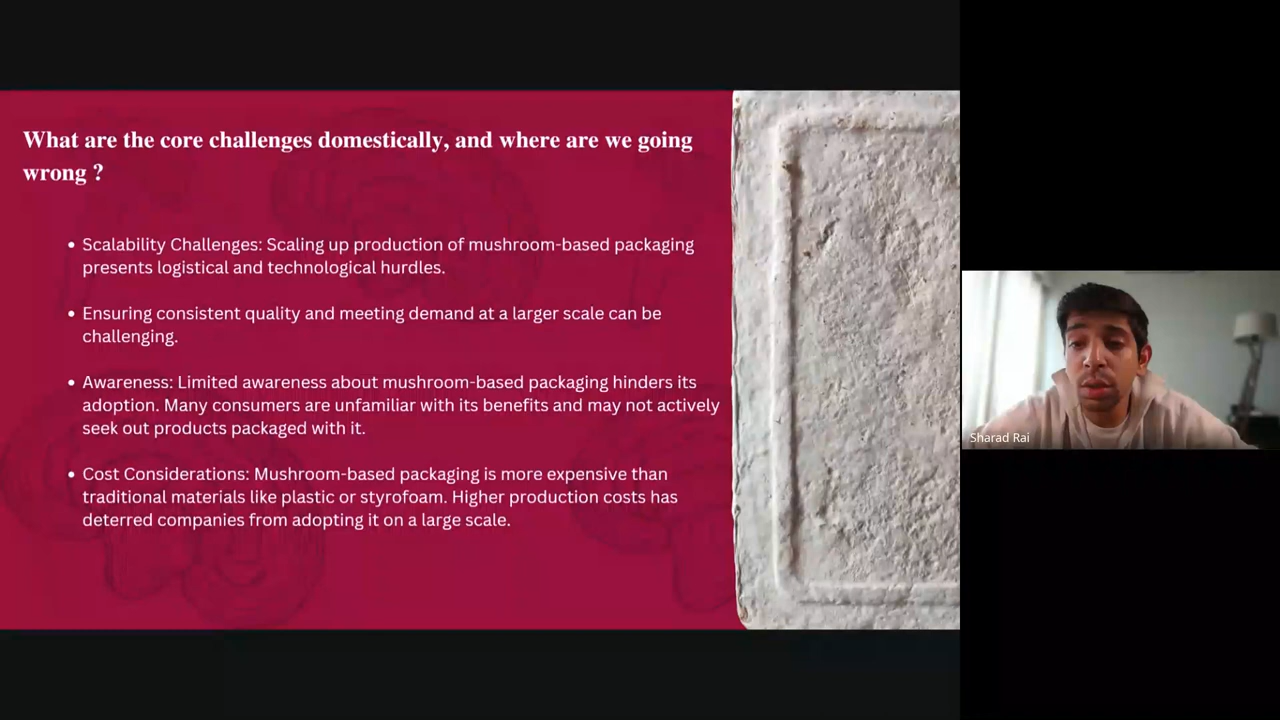 What are the core challenges domestically, and where are we going
wrong ?
• Scalability Challenges: Scaling up production of mushroom-based packaging
presents logistical and technological hurdles.
• Ensuring consistent quality and meeting demand at a larger scale can be
challenging.
• Awareness: Limited awareness about mushroom-based packaging hinders its
adoption. Many consumers are unfamiliar with its benefits and may not actively
seek out products packaged with it.
• Cost Considerations: Mushroom-based packaging is more expensive than
traditional materials like plastic or styrofoam. Higher production costs has
deterred companies from adopting it on a large scale.
Sharad Rai